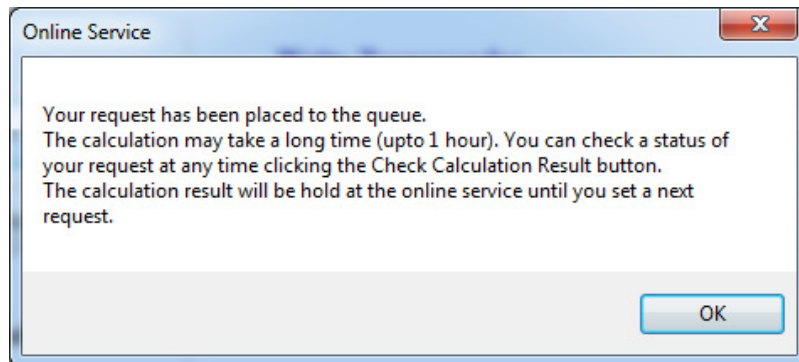 Online Service
Your request has been placed to the queue.
The calculation may take a long time (upto 1 hour). You can check a status of
your request at any time clicking the Check Calculation Result button.
The calculation result will be hold at the online service until you set a next
request.
OK